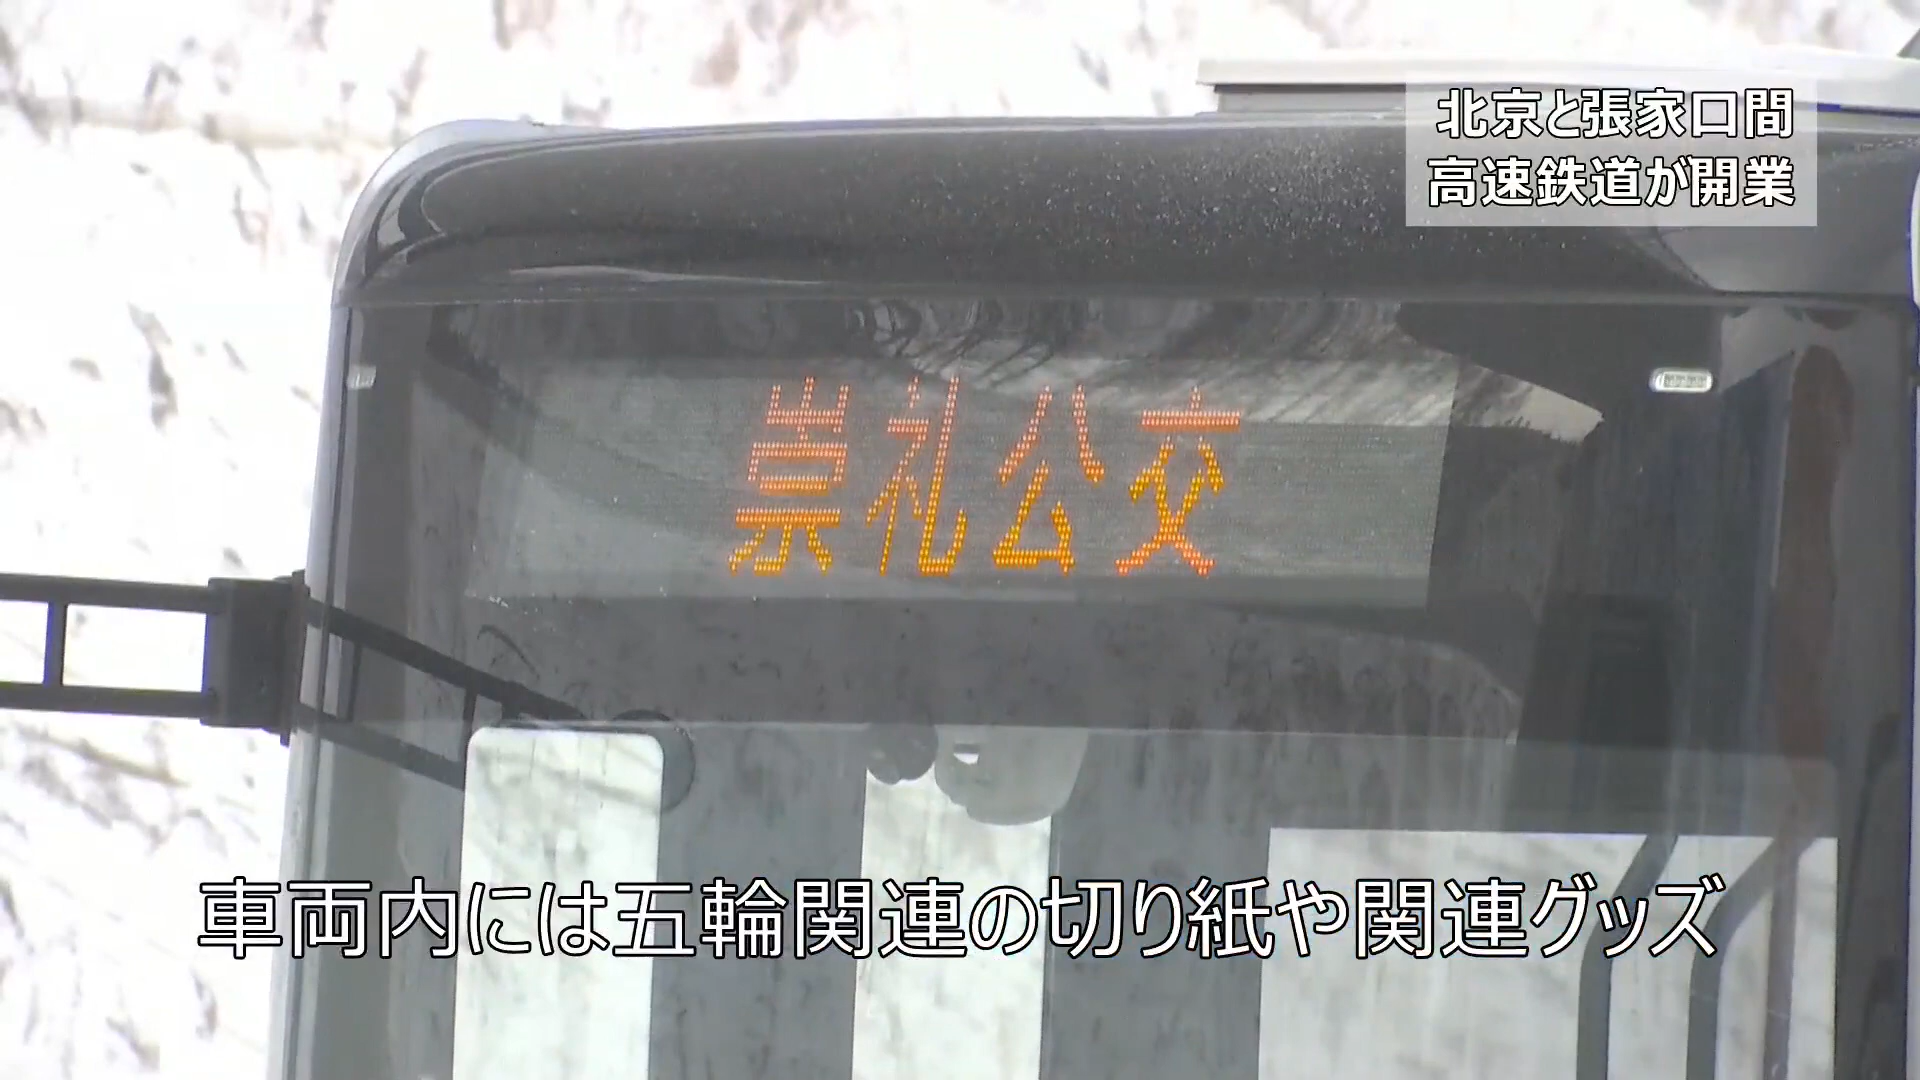 北京と張家口間
高速鉄道が開業
崇礼公交
車両内には五輪関連の切り紙や関連グッズ